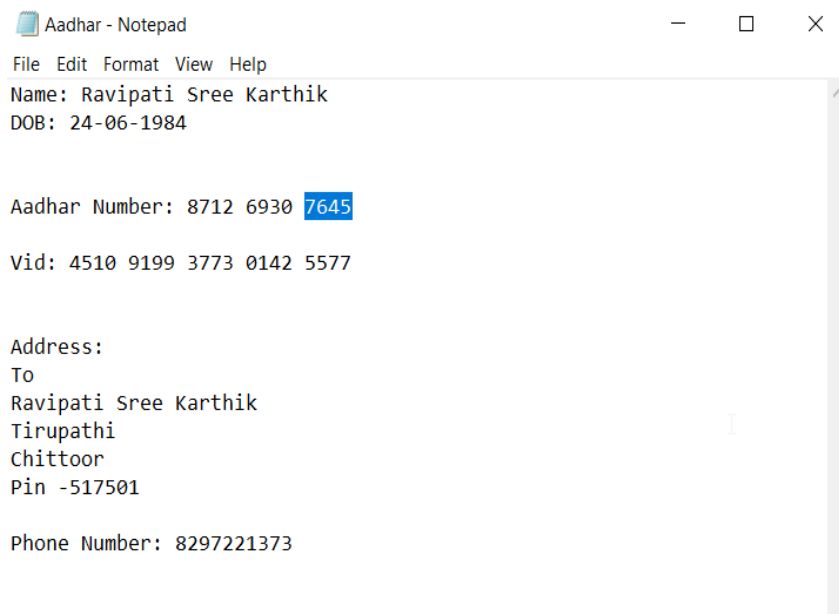 Aadhar - Notepad
File Edit Format View Help
Name: Ravipati Sree Karthik
DOB: 24-06-1984
Aadhar Number: 8712 6930 7645
Vid: 4510 9199 3773 0142 5577
Address:
To
Ravipati Sree Karthik
Tirupathi
Chittoor
Pin -517501
Phone Number: 8297221373